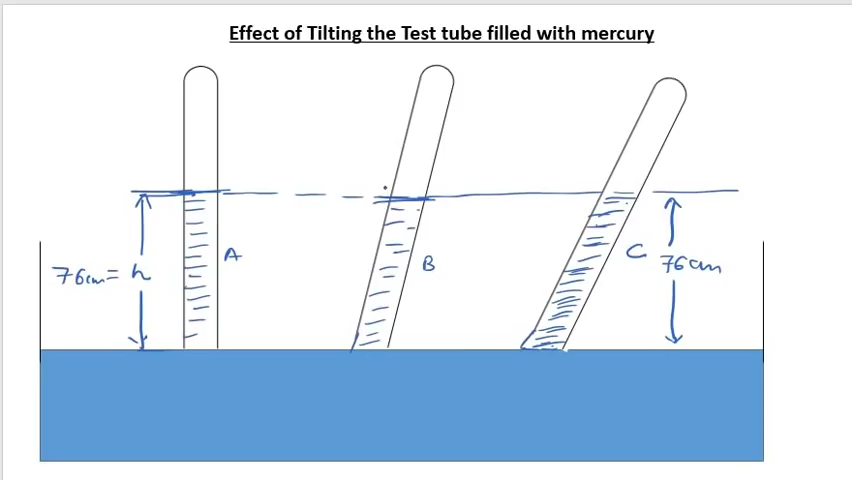 Effect of Tilting the Test tube filled with mercury
76cm = h
A
B
C
76cm